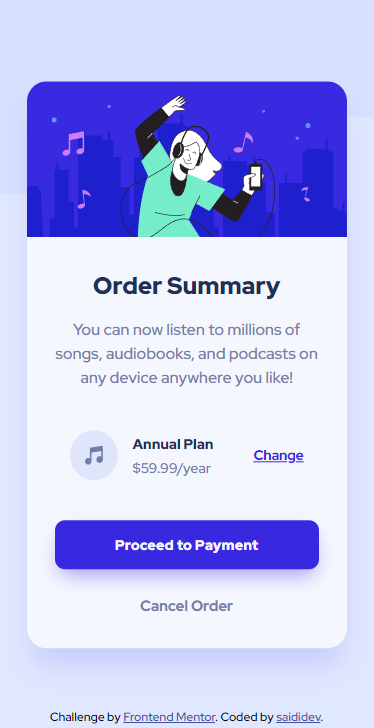 Order Summary
You can now listen to millions of
songs, audiobooks, and podcasts on
any device anywhere you like!
Annual Plan
$59.99/year
Change
Proceed to Payment
Cancel Order
Challenge by Frontend Mentor. Coded by saididev.